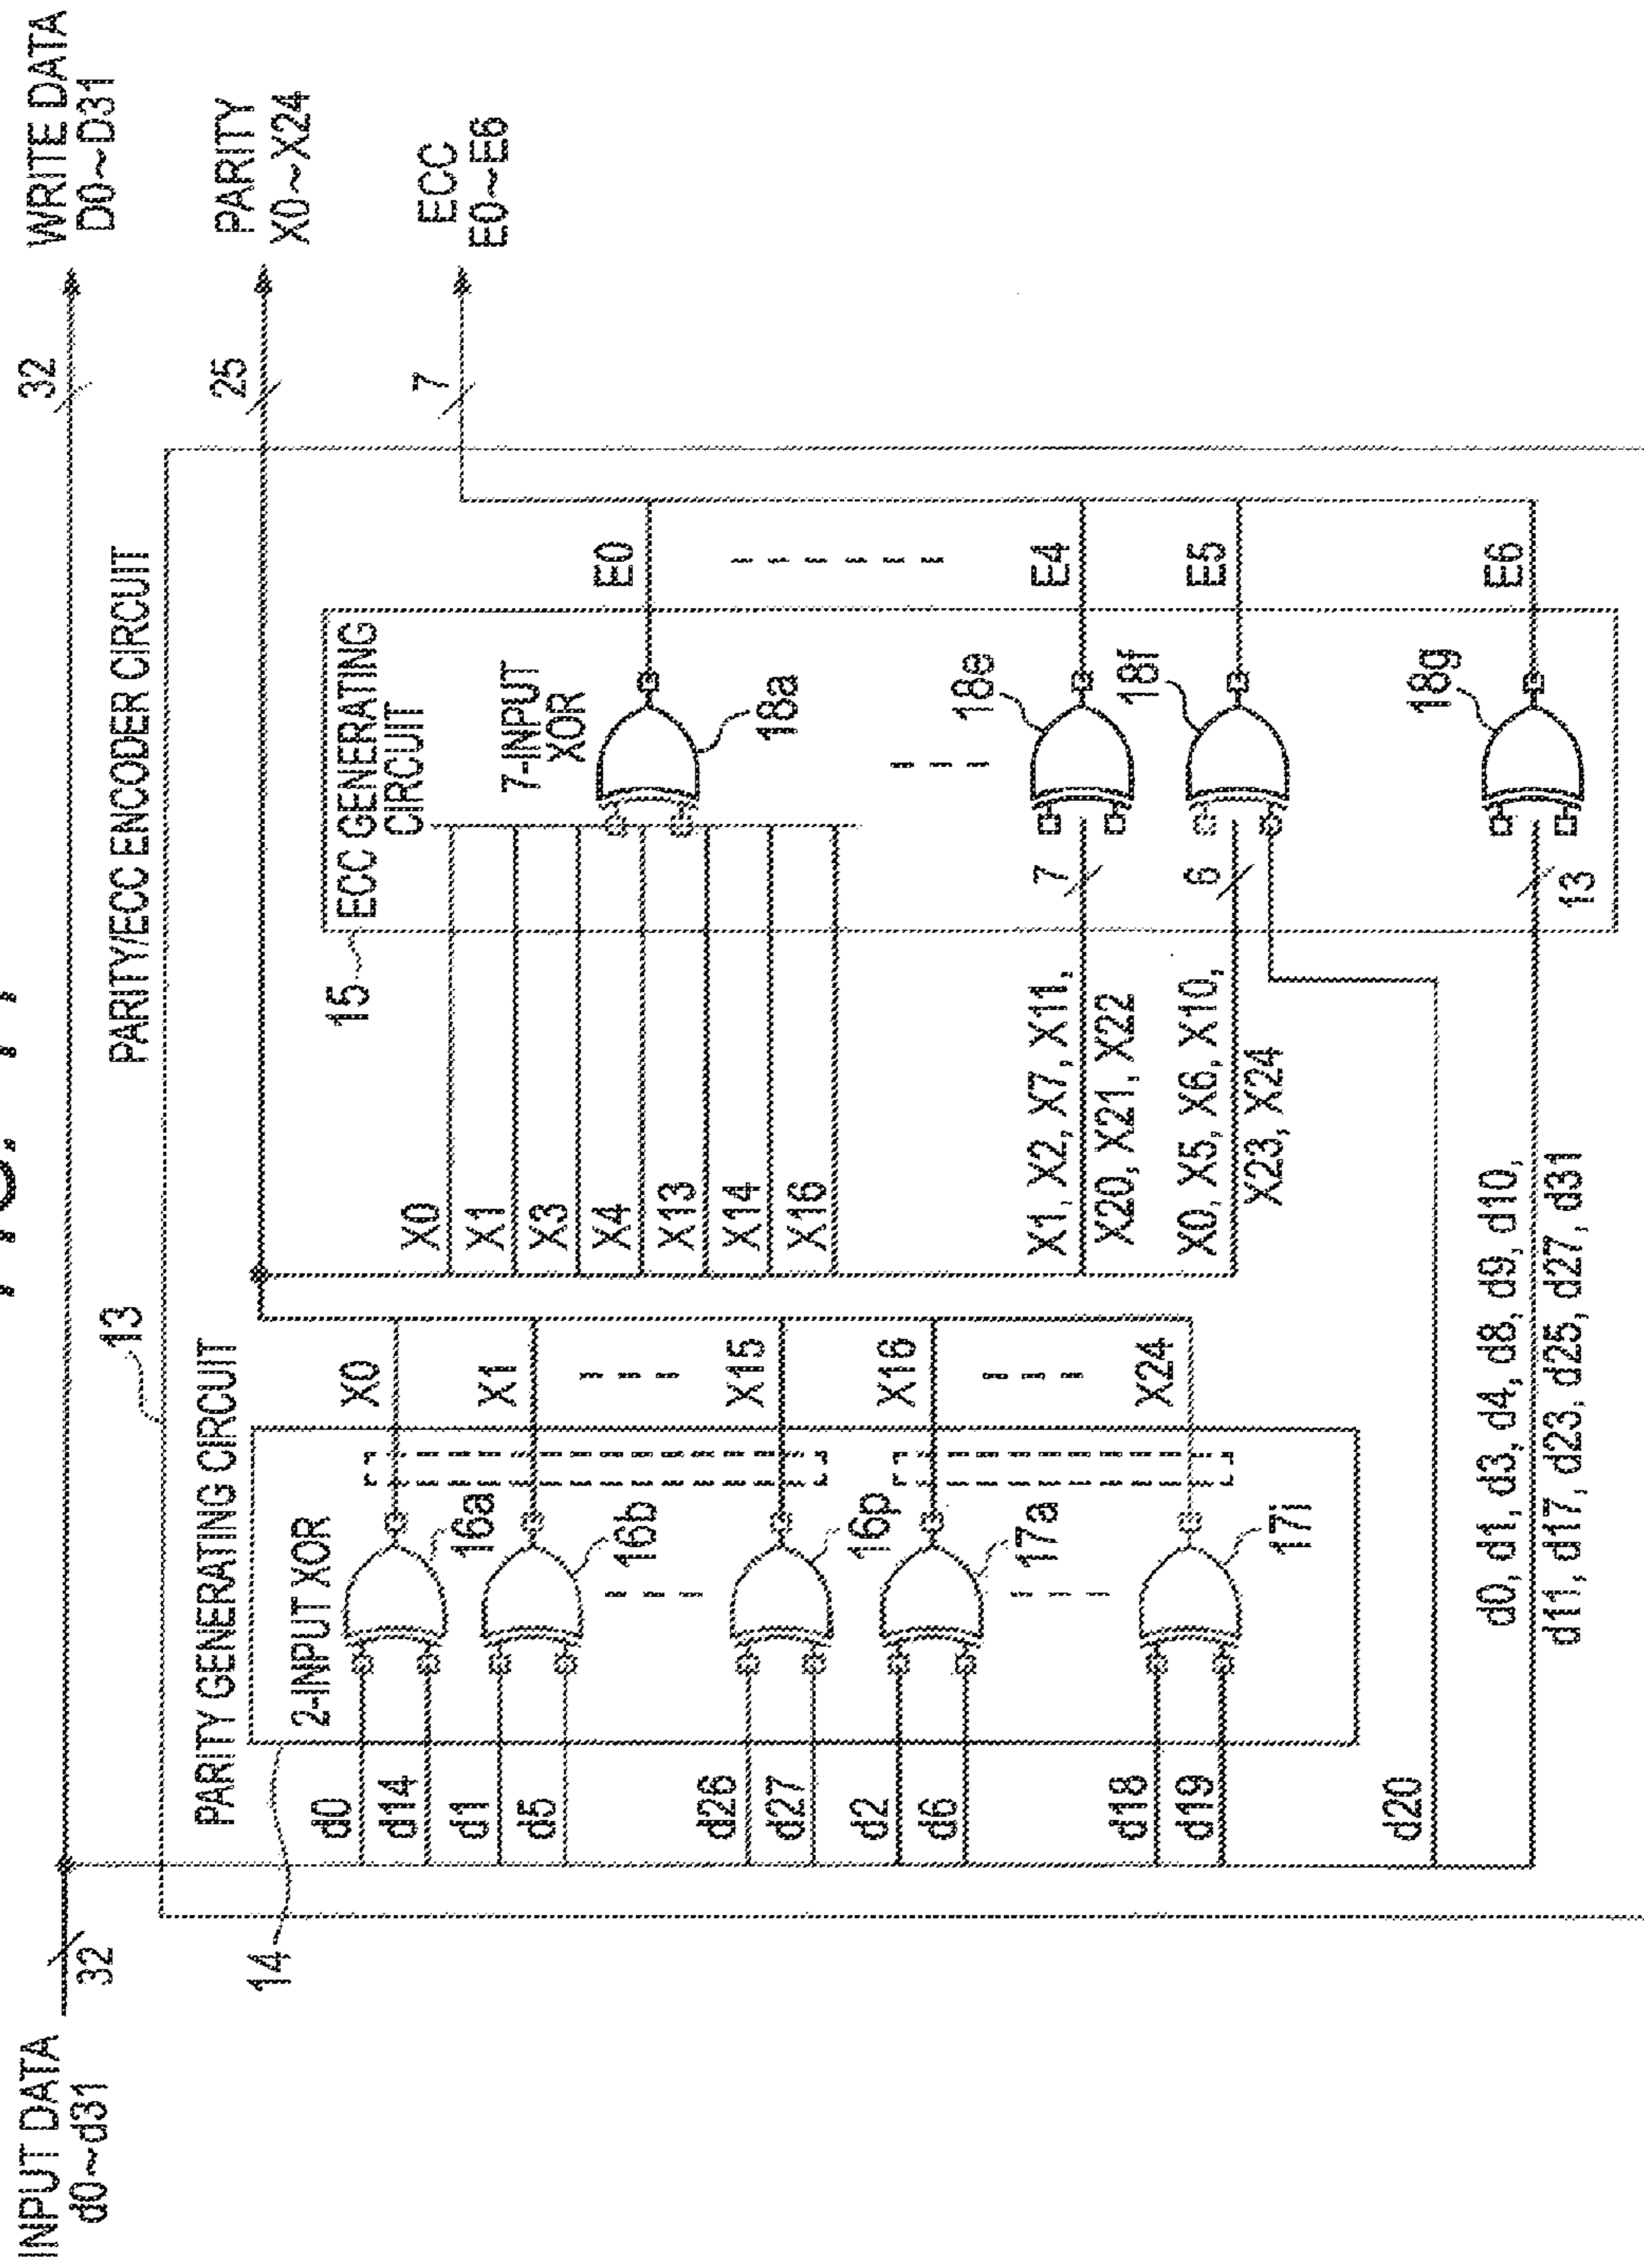 INPUT DATA
d0~d31
32
32
WRITE DATA
D0~D31
13
PARITY/ECC ENCODER CIRCUIT
25
PARITY
X0~X24
7
ECC
E0~E6
14
PARITY GENERATING CIRCUIT
2-INPUT XOR
d0
d14
d1
d5
d26
d27
d2
d6
d18
d19
d20
16a
16b
16p
17a
17i
X0
X1
X15
X16
X24
X0
X1
X3
X4
X13
X14
X16
15
ECC GENERATING
CIRCUIT
7-INPUT
XOR
18a
E0
X1, X2, X7, X11,
X20, X21, X22
7
18e
E4
X0, X5, X6, X10,
X23, X24
6
18f
E5
d0, d1, d3, d4, d8, d9, d10,
d11, d17, d23, d25, d27, d31
13
18g
E6